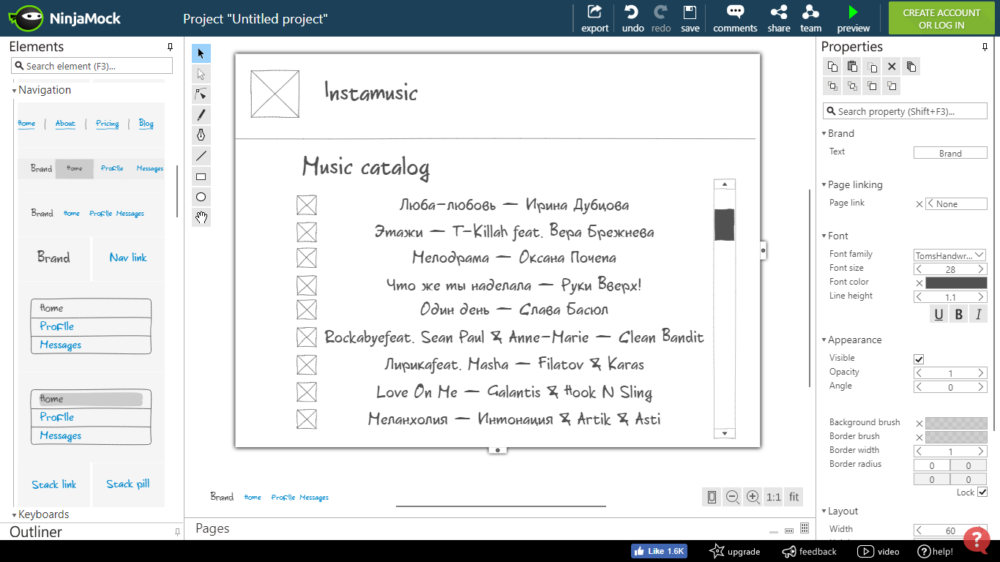 NinjaMock
Project "Untitled project"
export
undo
redo
save
comments
share
team
preview
CREATE ACCOUNT
OR LOG IN
Elements
Search element (F3)...
Navigation
Home | About | Pricing | Blog
Brand Home Profile Messages
Brand Home Profile Messages
Brand
Nav link
Home
Profile
Messages
Home
Profile
Messages
Stack link
Stack pill
Keyboards
Outliner
Instamusic
Music catalog
Люба-любовь — Ирина Дубцова
Этажи — T-Killah feat. Вера Брежнева
Мелодрама — Оксана Почепа
Что же ты наделала — Руки Вверх!
Один день — Слава Басюл
Rockabyefeat. Sean Paul & Anne-Marie — Clean Bandit
Лирикаfeat. Masha — Filatov & Karas
Love On Me — Galantis & Hook N Sling
Меланхолия — Интонация & Artik & Asti
Brand Home Profile Messages
1:1
fit
Pages
Properties
Search property (Shift+F3)...
Brand
Text Brand
Page linking
Page link None
Font
Font family TomsHandwr...
Font size 28
Font color
Line height 1.1
U B I
Appearance
Visible
Opacity 1
Angle 0
Background brush
Border brush
Border width 1
Border radius 0 0
0 0
Lock
Layout
Width 60
Like 1.6K
upgrade
feedback
video
help!